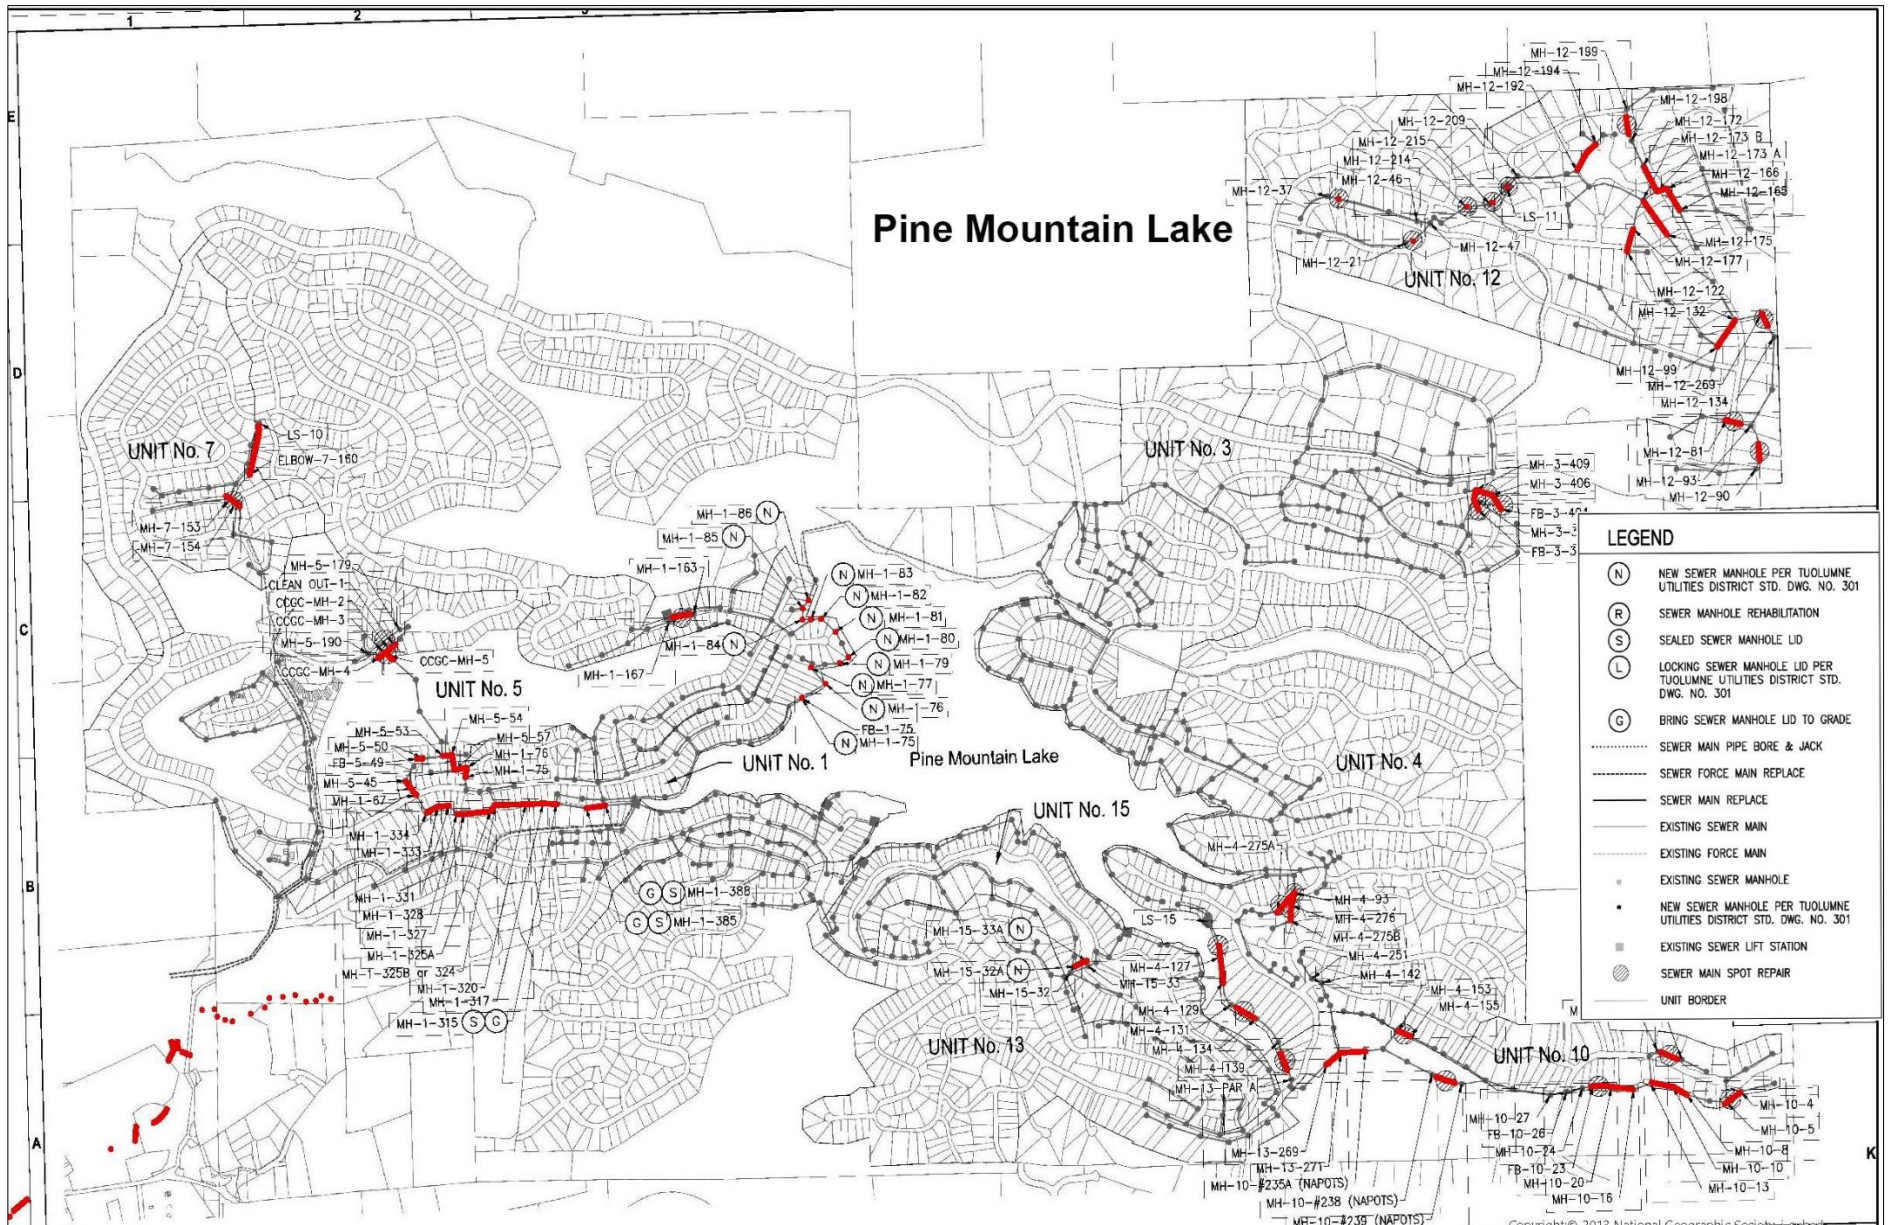 1
2
3
E
D
C
B
A
K
Pine Mountain Lake
MH-12-199
MH-12-194
MH-12-192
MH-12-198
MH-12-209
MH-12-172
MH-12-173 B
MH-12-215
MH-12-173 A
MH-12-214
MH-12-166
MH-12-46
MH-12-165
MH-12-37
LS-11
MH-12-47
MH-12-175
MH-12-21
MH-12-177
UNIT No. 12
MH-12-122
MH-12-132
MH-12-99
MH-12-269
MH-12-134
MH-12-81
MH-12-93
MH-12-90
UNIT No. 7
LS-10
ELBOW-7-160
MH-7-153
MH-7-154
UNIT No. 3
MH-3-409
MH-3-406
FB-3-404
MH-3-3
FB-3-3
MH-1-86 N
MH-1-85 N
MH-1-163
N MH-1-83
N MH-1-82
N MH-1-81
N MH-1-80
MH-1-84 N
N MH-1-79
MH-1-167
N MH-1-77
N MH-1-76
FB-1-75
N MH-1-75
MH-5-179
CLEAN OUT-1
CCGC-MH-2
CCGC-MH-3
MH-5-190
CCGC-MH-4
CCGC-MH-5
UNIT No. 5
MH-5-54
MH-5-53
MH-5-57
MH-5-50
MH-1-76
FB-5-49
MH-1-75
MH-5-45
MH-1-67
UNIT No. 1
Pine Mountain Lake
UNIT No. 4
UNIT No. 15
MH-1-334
MH-1-333
MH-1-331
MH-1-328
MH-1-327
MH-1-325A
MH-1-325B or 324
MH-1-320
MH-1-317
MH-1-315 S G
G S MH-1-388
G S MH-1-385
MH-4-275A
MH-4-93
MH-4-276
MH-4-275B
MH-4-251
MH-4-142
MH-4-153
MH-4-155
LS-15
MH-15-33A N
MH-15-32A N
MH-15-32
MH-4-127
MH-15-33
MH-4-129
MH-4-131
MH-4-134
MH-4-139
MH-13-PAR A
UNIT No. 13
UNIT No. 10
MH-13-269
MH-13-271
MH-10-#235A (NAPOTS)
MH-10-#238 (NAPOTS)
MH-10-#239 (NAPOTS)
MH-10-27
FB-10-26
MH-10-24
FB-10-23
MH-10-20
MH-10-16
MH-10-4
MH-10-5
MH-10-8
MH-10-10
MH-10-13
LEGEND
N NEW SEWER MANHOLE PER TUOLUMNE
UTILITIES DISTRICT STD. DWG. NO. 301
R SEWER MANHOLE REHABILITATION
S SEALED SEWER MANHOLE LID
L LOCKING SEWER MANHOLE LID PER
TUOLUMNE UTILITIES DISTRICT STD.
DWG. NO. 301
G BRING SEWER MANHOLE LID TO GRADE
SEWER MAIN PIPE BORE & JACK
SEWER FORCE MAIN REPLACE
SEWER MAIN REPLACE
EXISTING SEWER MAIN
EXISTING FORCE MAIN
EXISTING SEWER MANHOLE
NEW SEWER MANHOLE PER TUOLUMNE
UTILITIES DISTRICT STD. DWG. NO. 301
EXISTING SEWER LIFT STATION
SEWER MAIN SPOT REPAIR
UNIT BORDER
Copyright:© 2013 National Geographic Society, i-cubed